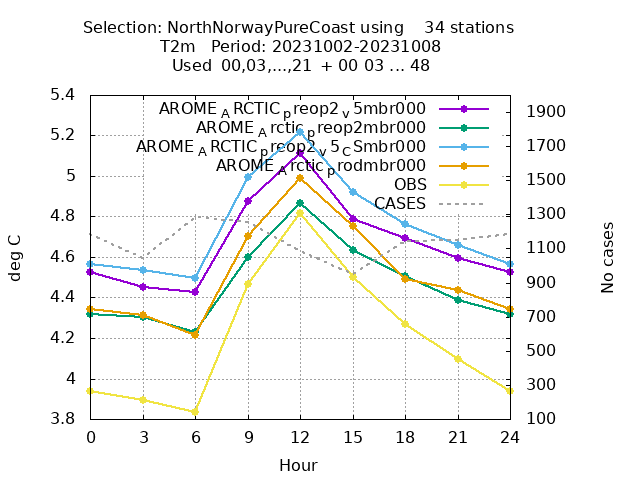 Selection: NorthNorwayPureCoast using 34 stations
T2m Period: 20231002-20231008
Used 00,03,...,21 + 00 03 ... 48
AROME_ARCTIC_preop2_v5mbr000
AROME_Arctic_preop2mbr000
AROME_ARCTIC_preop2_v5_CSmbr000
AROME_Arctic_prodmbr000
OBS
CASES
5.4
5.2
5
4.8
4.6
4.4
4.2
4
3.8
deg C
1900
1700
1500
1300
1100
900
700
500
300
100
No cases
0 3 6 9 12 15 18 21 24
Hour